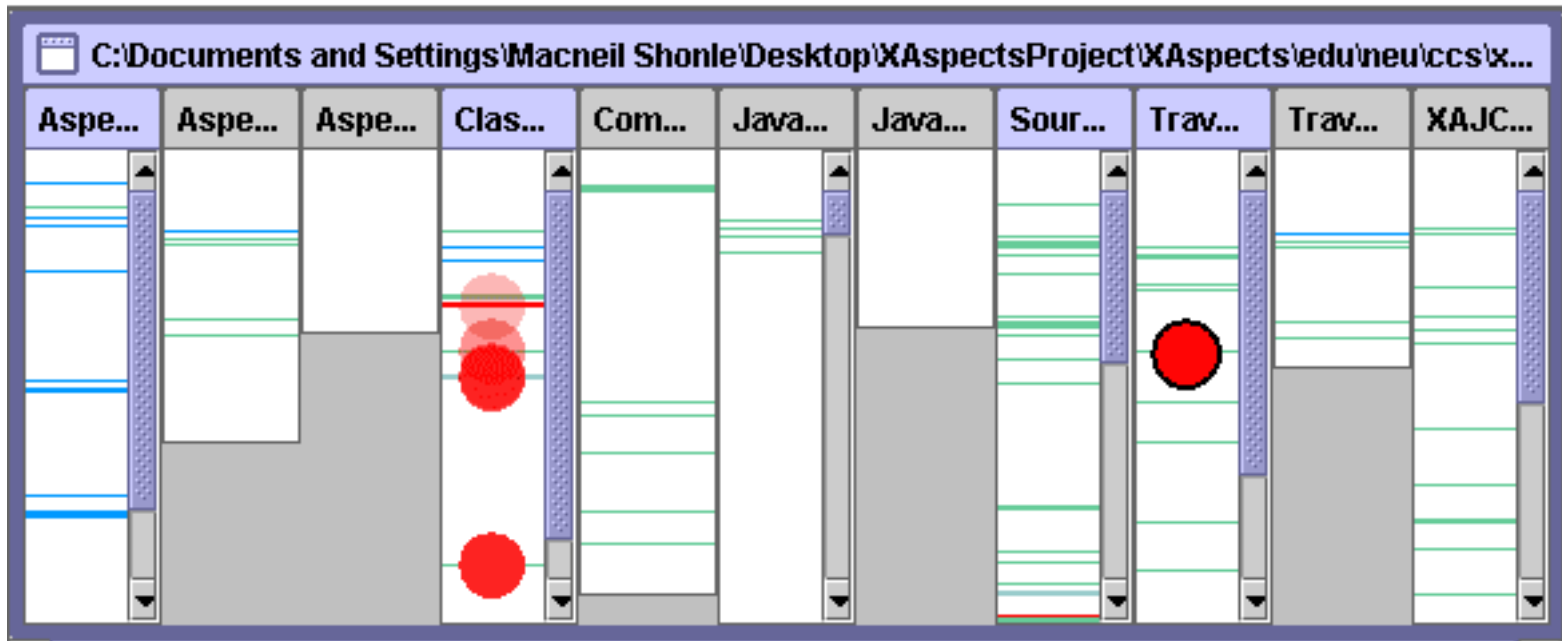 C:\Documents and Settings\Macneil Shonle\Desktop\XAspectsProject\XAspects\edu\neu\ccs\x...
Aspe... Aspe... Aspe... Clas... Com... Java... Java... Sour... Trav... Trav... XAJC...